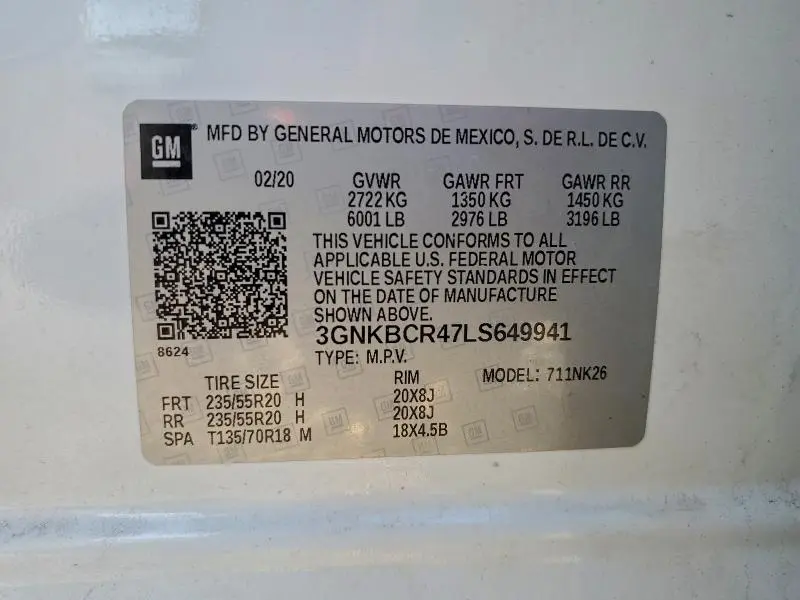 GM
MFD BY GENERAL MOTORS DE MEXICO, S. DE R.L. DE C.V.
02/20 GVWR GAWR FRT GAWR RR
2722 KG 1350 KG 1450 KG
6001 LB 2976 LB 3196 LB
THIS VEHICLE CONFORMS TO ALL
APPLICABLE U.S. FEDERAL MOTOR
VEHICLE SAFETY STANDARDS IN EFFECT
ON THE DATE OF MANUFACTURE
SHOWN ABOVE.
3GNKBCR47LS649941
8624
TYPE: M.P.V.
TIRE SIZE RIM MODEL: 711NK26
FRT 235/55R20 H 20X8J
RR 235/55R20 H 20X8J
SPA T135/70R18 M 18X4.5B